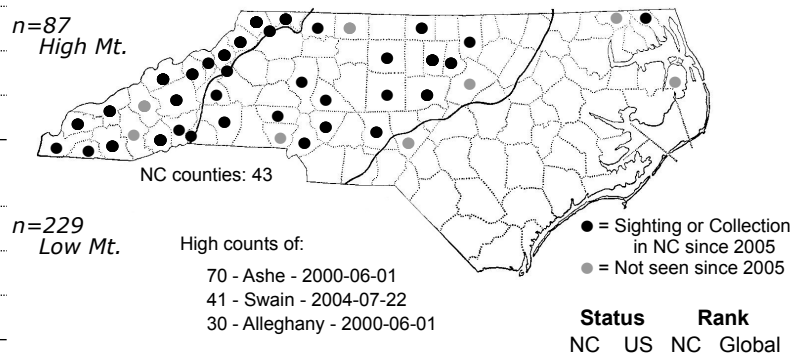 n=87
High Mt.
NC counties: 43
n=229
Low Mt.
High counts of:
70 - Ashe - 2000-06-01
41 - Swain - 2004-07-22
30 - Alleghany - 2000-06-01
= Sighting or Collection
in NC since 2005
= Not seen since 2005
Status Rank
NC US NC Global